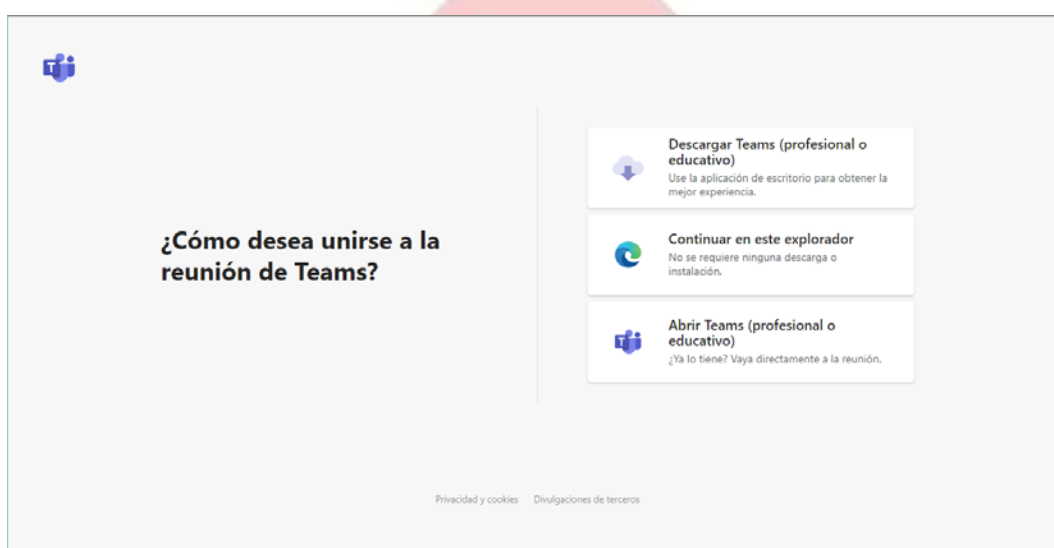 ¿Cómo desea unirse a la
reunión de Teams?
Descargar Teams (profesional o
educativo)
Use la aplicación de escritorio para obtener la
mejor experiencia.
Continuar en este explorador
No se requiere ninguna descarga o
instalación.
Abrir Teams (profesional o
educativo)
¿Ya lo tiene? Vaya directamente a la reunión.
Privacidad y cookies Divulgaciones de terceros